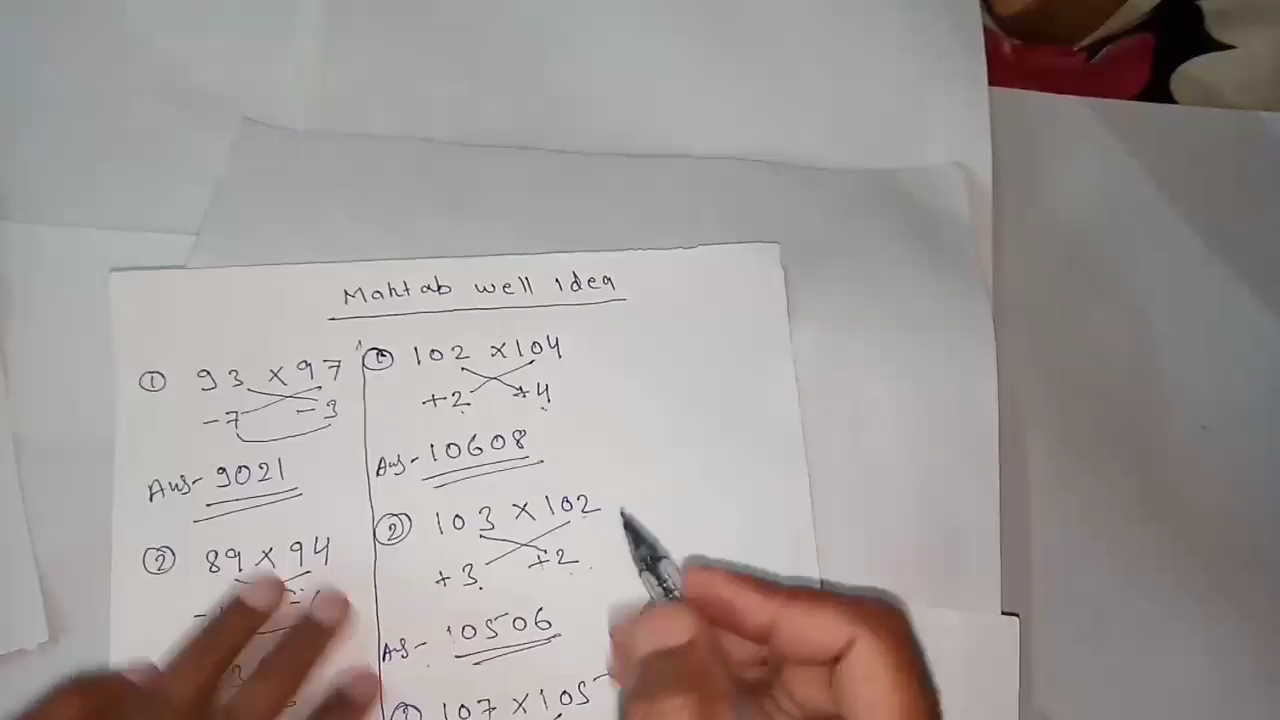 Mahtab well Idea
① 93 × 97
-7 -3
Ans- 9021
② 89 × 94
① 102 × 104
+2 +4
Ans- 10608
② 103 × 102
+3 +2
Ans- 10506
107 × 105